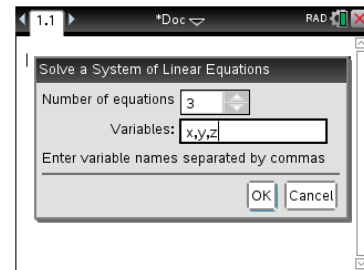 1.1 *Doc RAD
Solve a System of Linear Equations
Number of equations 3
Variables: x,y,z
Enter variable names separated by commas
OK Cancel